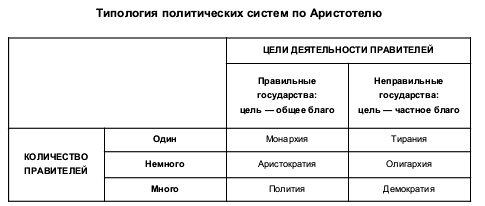 Типология политических систем по Аристотелю
ЦЕЛИ ДЕЯТЕЛЬНОСТИ ПРАВИТЕЛЕЙ
Правильные
государства:
цель — общее благо
Неправильные
государства:
цель — частное благо
КОЛИЧЕСТВО
ПРАВИТЕЛЕЙ
Один
Монархия
Тирания
Немного
Аристократия
Олигархия
Много
Полития
Демократия